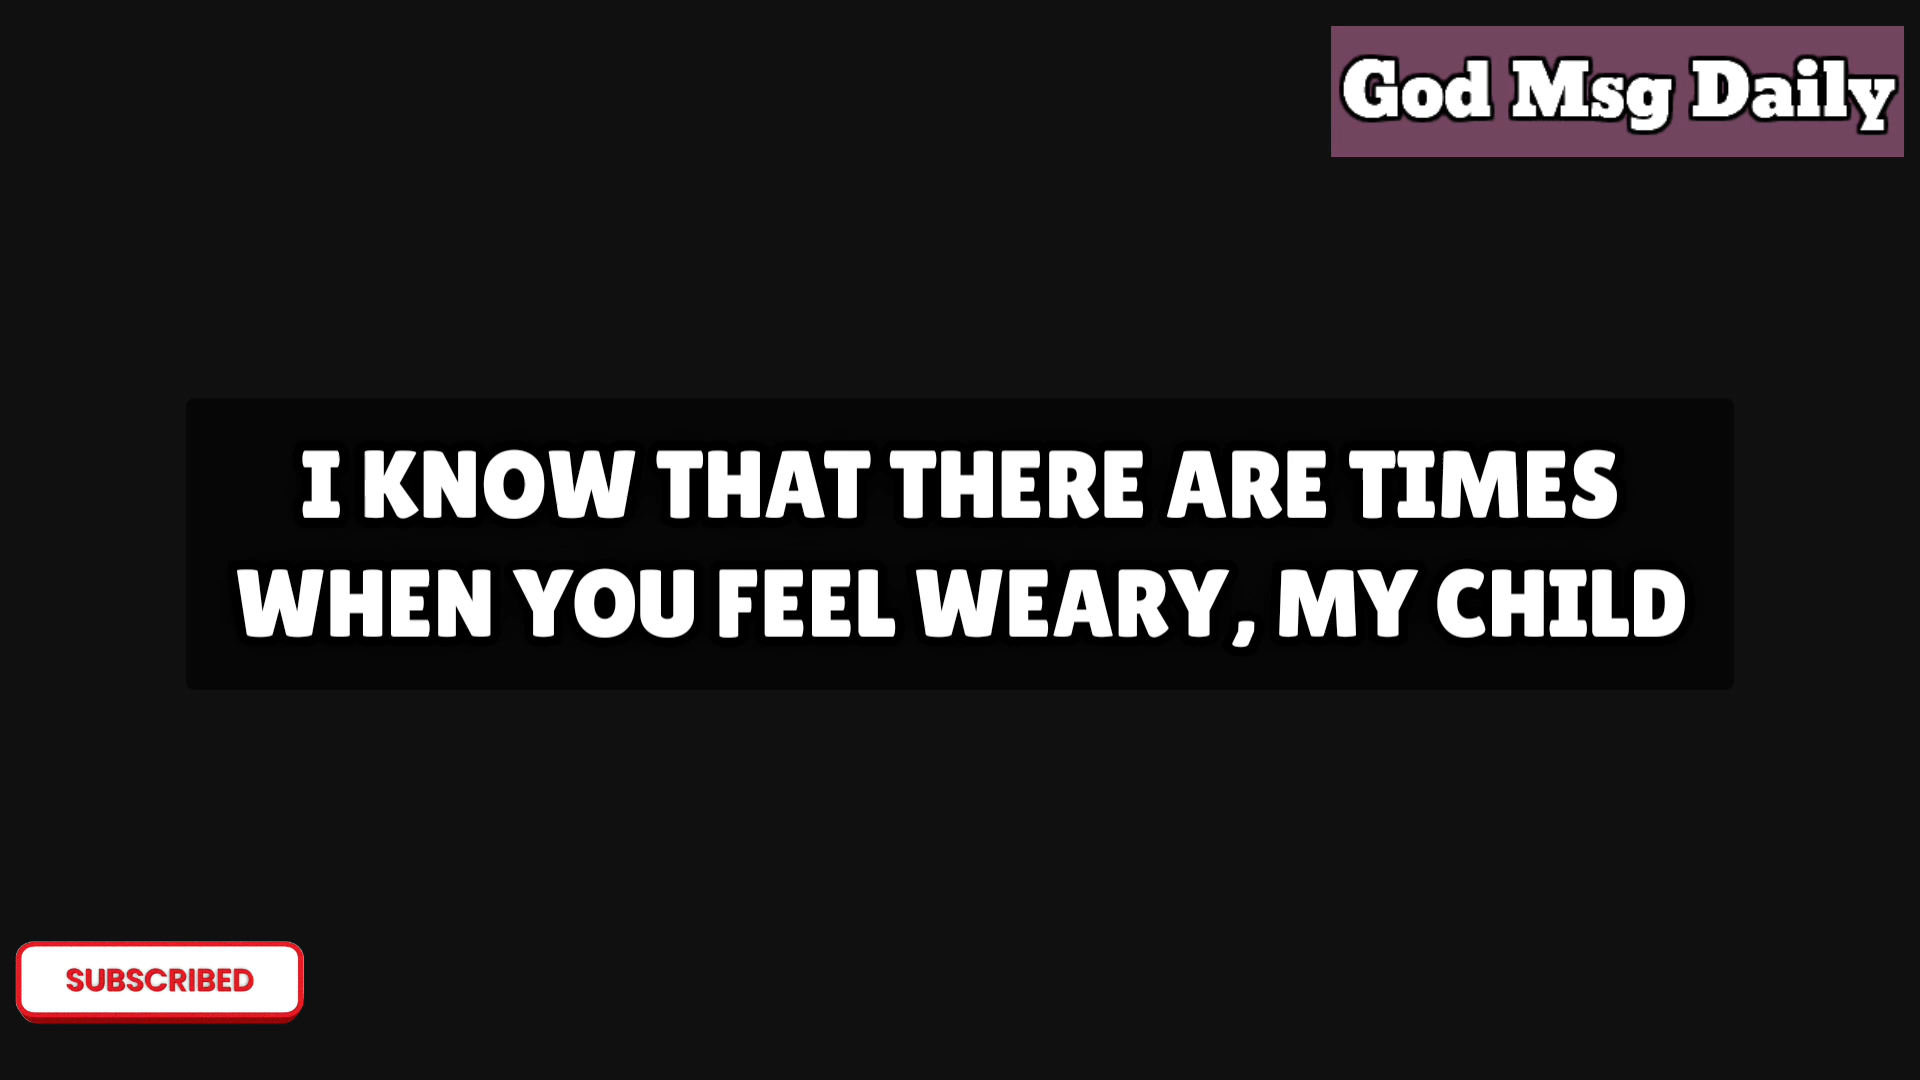 God Msg Daily
I KNOW THAT THERE ARE TIMES
WHEN YOU FEEL WEARY, MY CHILD
SUBSCRIBED